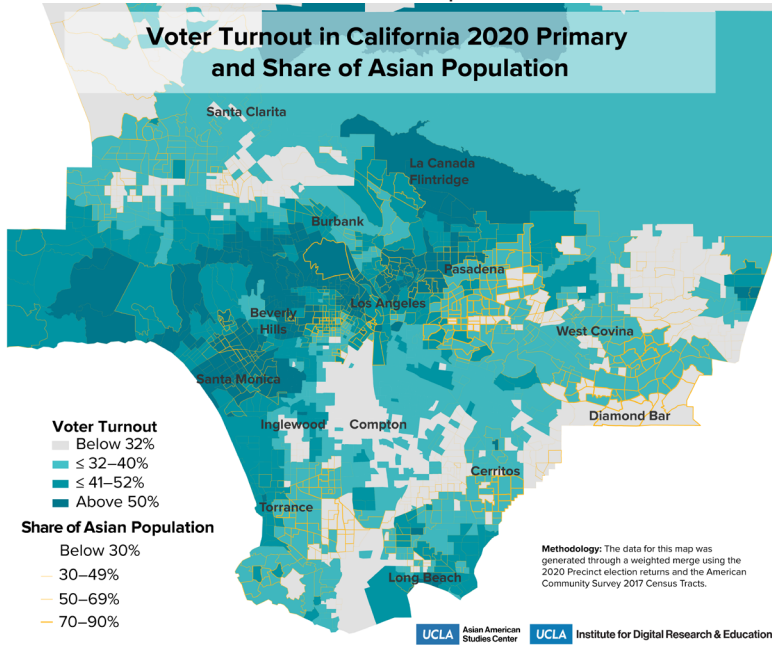 Voter Turnout in California 2020 Primary
and Share of Asian Population
Santa Clarita
La Canada
Flintridge
Burbank
Pasadena
Los Angeles
Beverly
Hills
West Covina
Santa Monica
Diamond Bar
Inglewood
Compton
Cerritos
Torrance
Long Beach
Voter Turnout
Below 32%
≤ 32–40%
≤ 41–52%
Above 50%
Share of Asian Population
Below 30%
30–49%
50–69%
70–90%
Methodology: The data for this map was
generated through a weighted merge using the
2020 Precinct election returns and the American
Community Survey 2017 Census Tracts.
UCLA Asian American
Studies Center
UCLA Institute for Digital Research & Education